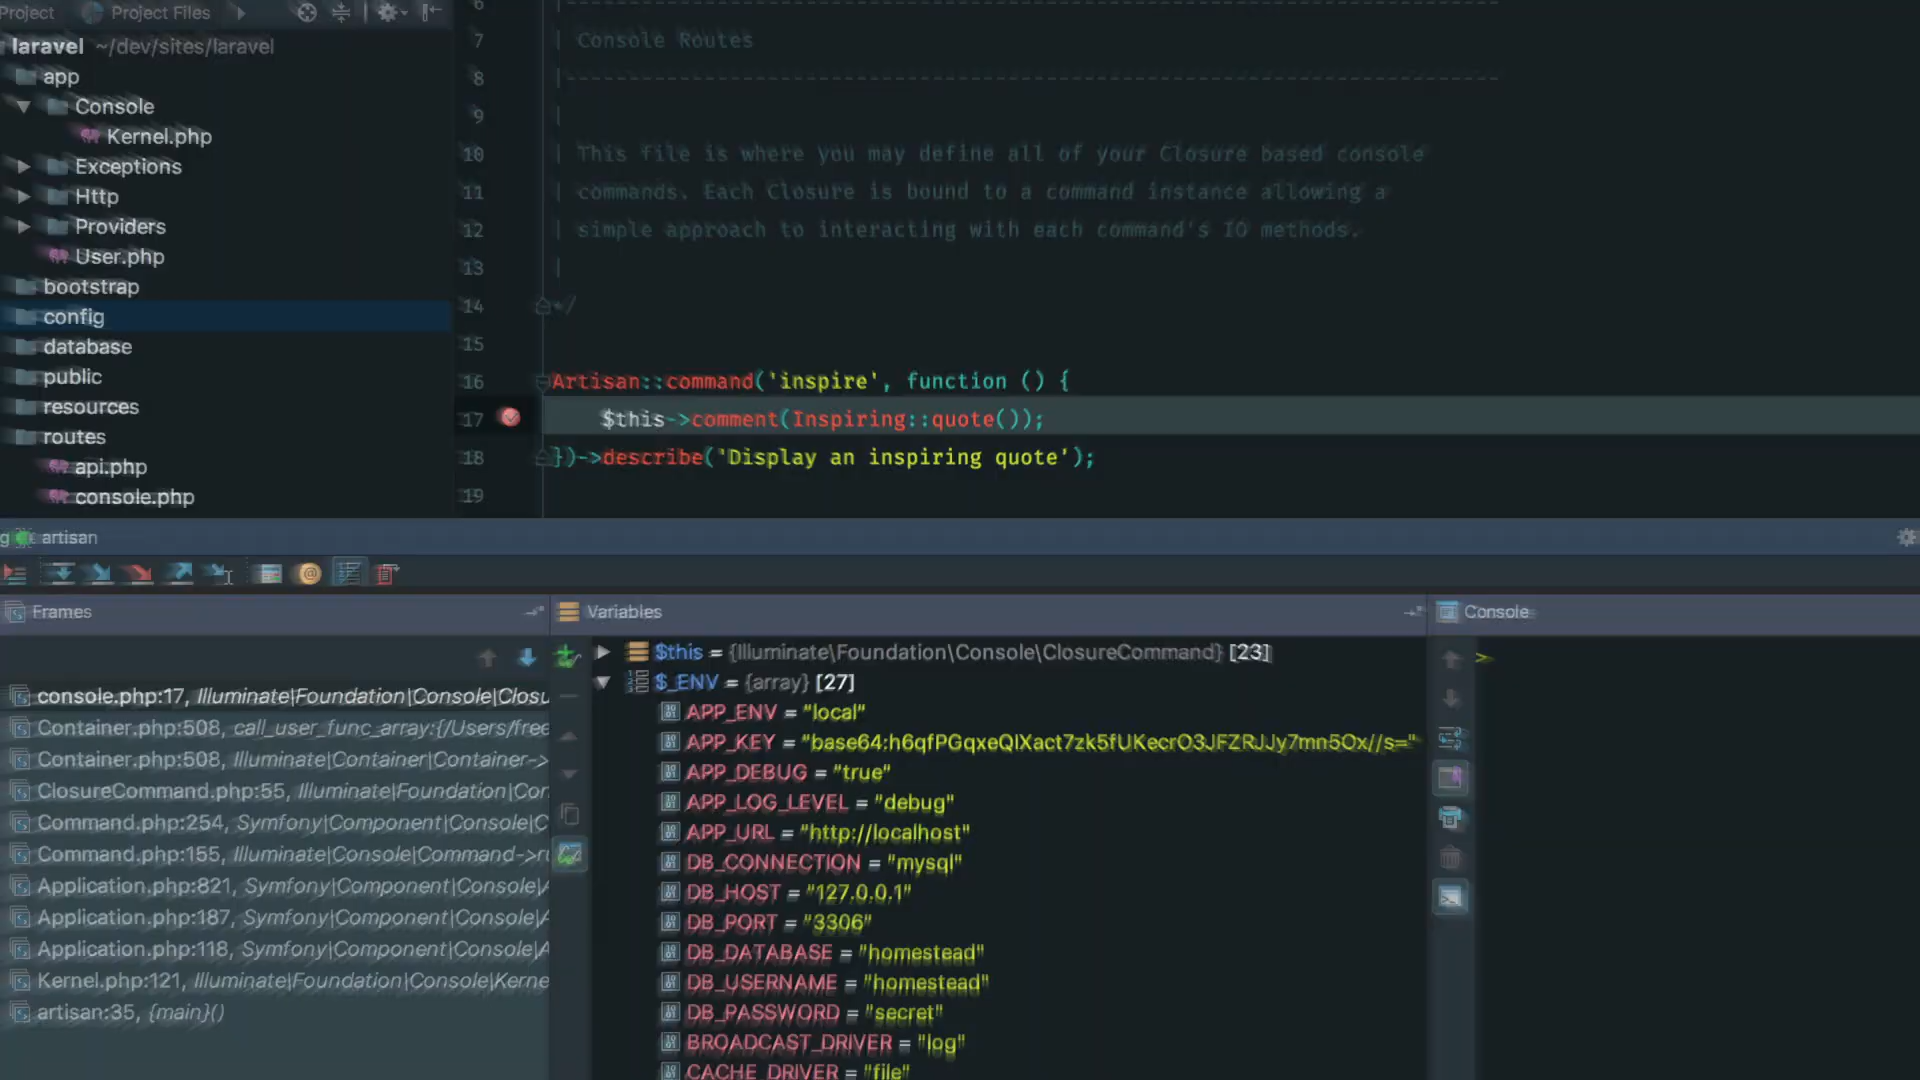 Project Project Files
laravel ~/dev/sites/laravel
app
Console
Kernel.php
Exceptions
Http
Providers
User.php
bootstrap
config
database
public
resources
routes
api.php
console.php
6
7 | Console Routes
8 |--------------------------------------------------------------------------
9 |
10 | This file is where you may define all of your Closure based console
11 | commands. Each Closure is bound to a command instance allowing a
12 | simple approach to interacting with each command's IO methods.
13 |
14 */
15
16 Artisan::command('inspire', function () {
17 $this->comment(Inspiring::quote());
18 })->describe('Display an inspiring quote');
19
g artisan
Frames
console.php:17, Illuminate\Foundation\Console\Closu
Container.php:508, call_user_func_array:{/Users/free
Container.php:508, Illuminate\Container\Container->
ClosureCommand.php:55, Illuminate\Foundation\Con
Command.php:254, Symfony\Component\Console\C
Command.php:155, Illuminate\Console\Command->ru
Application.php:821, Symfony\Component\Console\A
Application.php:187, Symfony\Component\Console\A
Application.php:118, Symfony\Component\Console\A
Kernel.php:121, Illuminate\Foundation\Console\Kerne
artisan:35, {main}()
Variables
$this = {Illuminate\Foundation\Console\ClosureCommand} [23]
$_ENV = {array} [27]
APP_ENV = "local"
APP_KEY = "base64:h6qfPGqxeQlXact7zk5fUKecrO3JFZRJJy7mn5Ox//s="
APP_DEBUG = "true"
APP_LOG_LEVEL = "debug"
APP_URL = "http://localhost"
DB_CONNECTION = "mysql"
DB_HOST = "127.0.0.1"
DB_PORT = "3306"
DB_DATABASE = "homestead"
DB_USERNAME = "homestead"
DB_PASSWORD = "secret"
BROADCAST_DRIVER = "log"
CACHE_DRIVER = "file"
Console
>